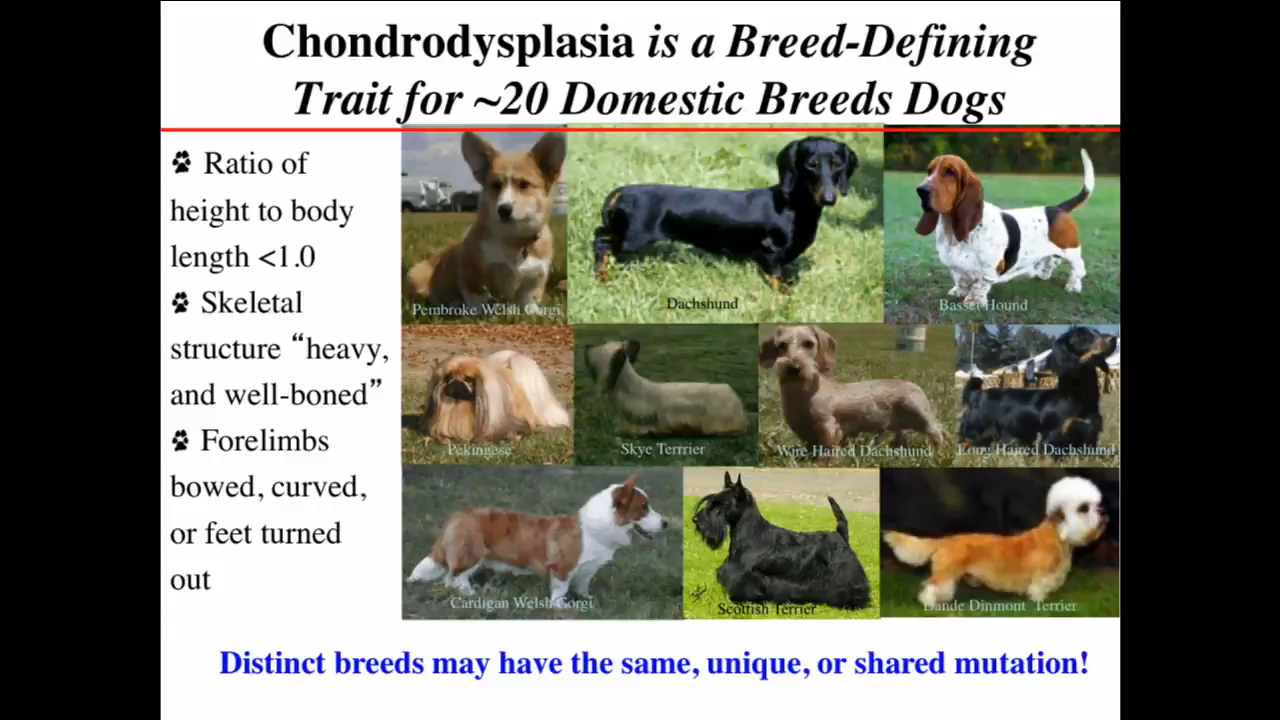 Chondrodysplasia is a Breed-Defining
Trait for ~20 Domestic Breeds Dogs
Ratio of
height to body
length <1.0
Skeletal
structure “heavy,
and well-boned”
Forelimbs
bowed, curved,
or feet turned
out
Pembroke Welsh Corgi
Dachshund
Basset Hound
Pekingese
Skye Terrrier
Wire Haired Dachshund
Long Haired Dachshund
Cardigan Welsh Corgi
Scottish Terrier
Dande Dinmont Terrier
Distinct breeds may have the same, unique, or shared mutation!